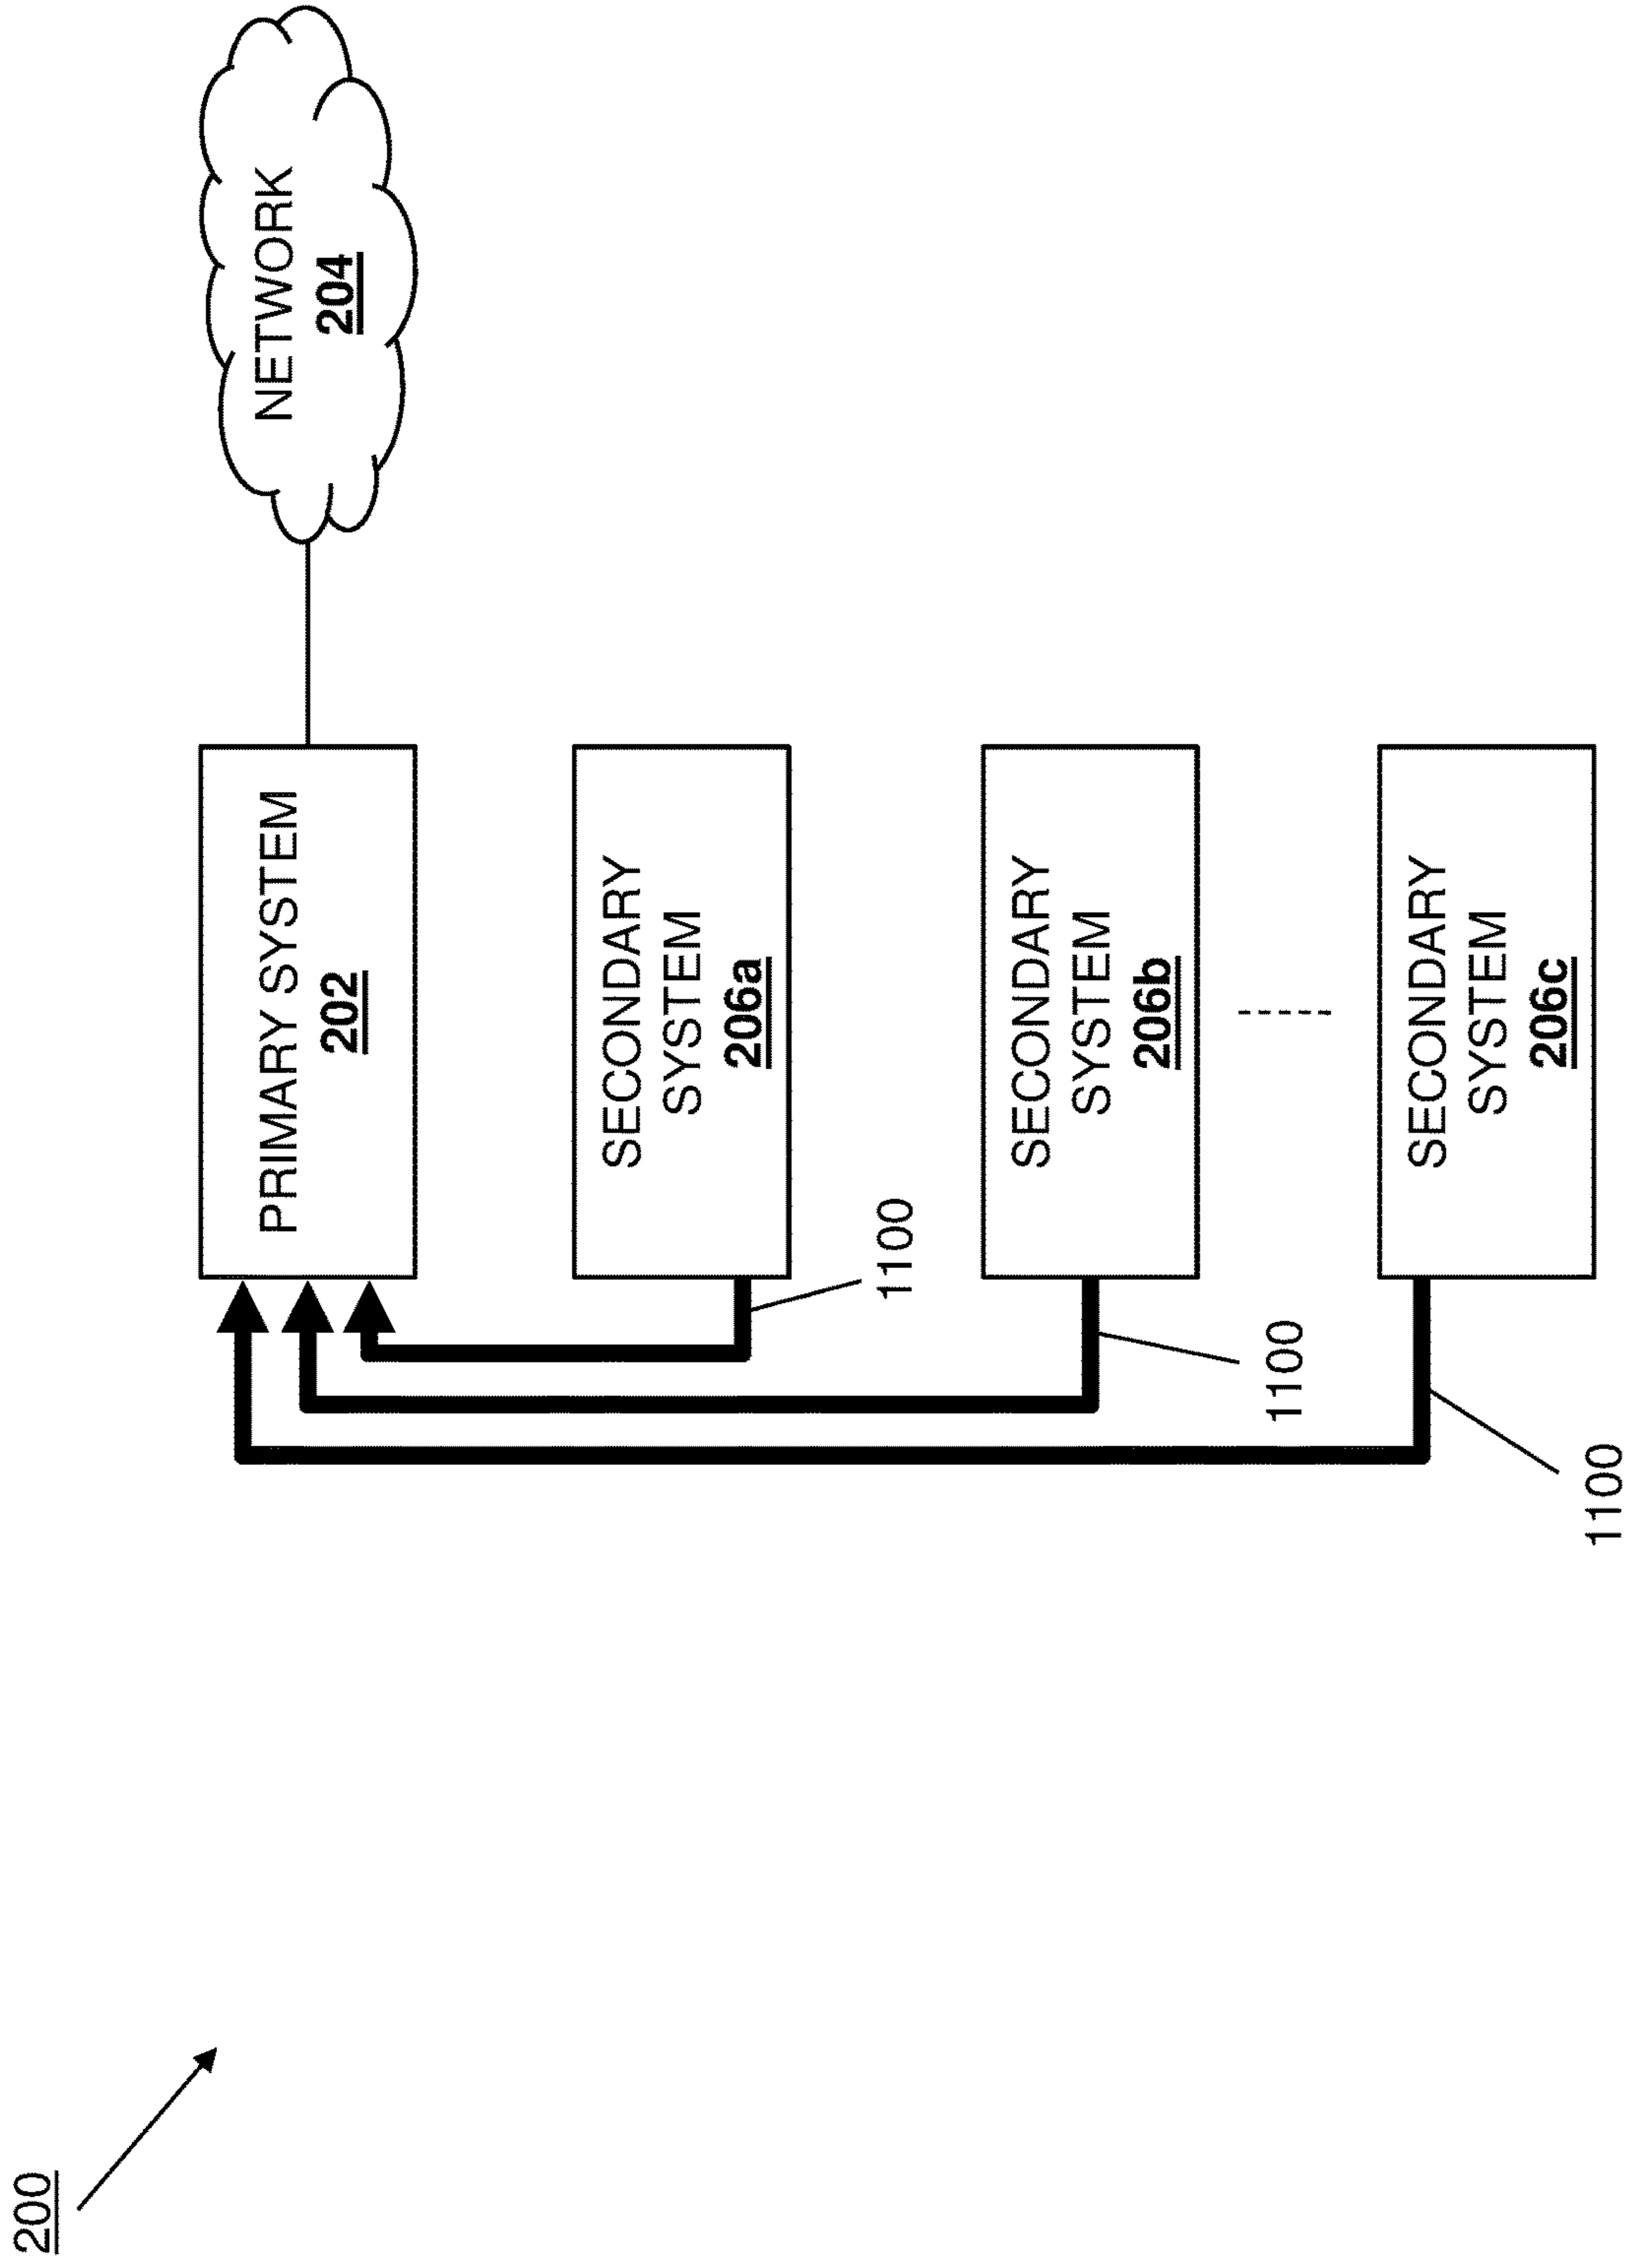 200
PRIMARY SYSTEM
202
NETWORK
204
SECONDARY
SYSTEM
206a
1100
SECONDARY
SYSTEM
206b
1100
SECONDARY
SYSTEM
206c
1100